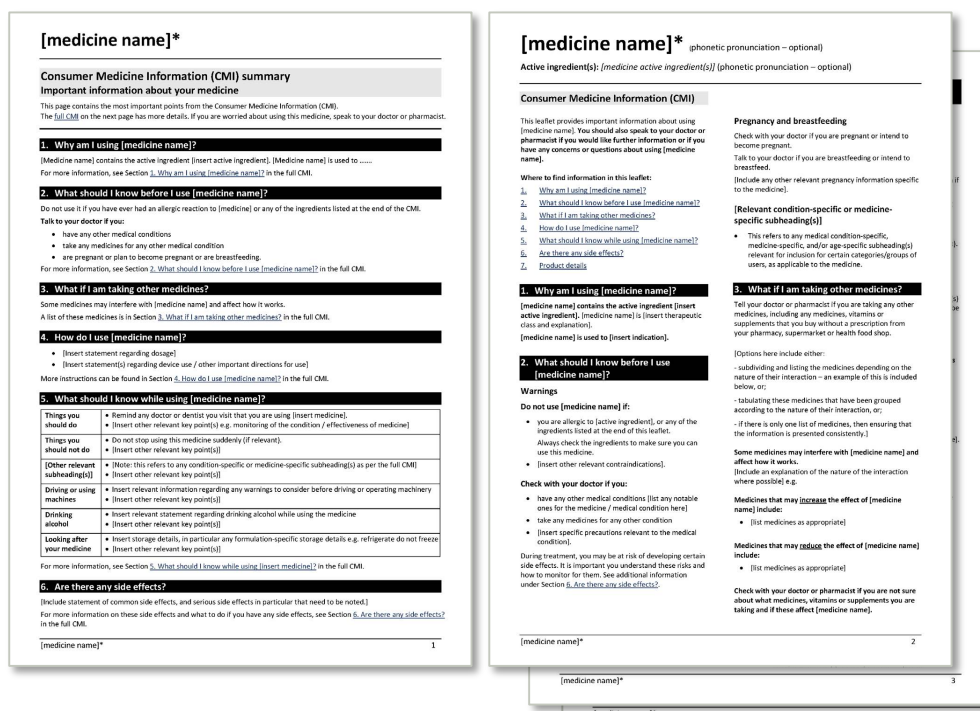 [medicine name]*
Consumer Medicine Information (CMI) summary
Important information about your medicine
This page contains the most important points from the Consumer Medicine Information (CMI).
The full CMI on the next page has more details. If you are worried about using this medicine, speak to your doctor or pharmacist.
1. Why am I using [medicine name]?
[Medicine name] contains the active ingredient [insert active ingredient]. [Medicine name] is used to ......
For more information, see Section 1. Why am I using [medicine name]? in the full CMI.
2. What should I know before I use [medicine name]?
Do not use it if you have ever had an allergic reaction to [medicine] or any of the ingredients listed at the end of the CMI.
Talk to your doctor if you:
• have any other medical conditions
• take any medicines for any other medical condition
• are pregnant or plan to become pregnant or are breastfeeding.
For more information, see Section 2. What should I know before I use [medicine name]? in the full CMI.
3. What if I am taking other medicines?
Some medicines may interfere with [medicine name] and affect how it works.
A list of these medicines is in Section 3. What if I am taking other medicines? in the full CMI.
4. How do I use [medicine name]?
• [Insert statement regarding dosage]
• [Insert statement(s) regarding device use / other important directions for use]
More instructions can be found in Section 4. How do I use [medicine name]? in the full CMI.
5. What should I know while using [medicine name]?
Things you should do
• Remind any doctor or dentist you visit that you are using [insert medicine].
• [Insert other relevant key point(s) e.g. monitoring of the condition / effectiveness of medicine]
Things you should not do
• Do not stop using this medicine suddenly (if relevant).
• [Insert other relevant key point(s)]
[Other relevant subheading(s)]
• [Note: this refers to any condition-specific or medicine-specific subheading(s) as per the full CMI]
• [Insert other relevant key point(s)]
Driving or using machines
• Insert relevant information regarding any warnings to consider before driving or operating machinery
• [Insert other relevant key point(s)]
Drinking alcohol
• Insert relevant statement regarding drinking alcohol while using the medicine
• [Insert other relevant key point(s)]
Looking after your medicine
• Insert storage details, in particular any formulation-specific storage details e.g. refrigerate do not freeze
• [Insert other relevant key point(s)]
For more information, see Section 5. What should I know while using [insert medicine]? in the full CMI.
6. Are there any side effects?
[Include statement of common side effects, and serious side effects in particular that need to be noted.]
For more information on these side effects and what to do if you have any side effects, see Section 6. Are there any side effects?
in the full CMI.
[medicine name]*
1
[medicine name]* (phonetic pronunciation – optional)
Active ingredient(s): [medicine active ingredient(s)] (phonetic pronunciation – optional)
Consumer Medicine Information (CMI)
This leaflet provides important information about using
[medicine name]. You should also speak to your doctor or
pharmacist if you would like further information or if you
have any concerns or questions about using [medicine
name].
Where to find information in this leaflet:
1. Why am I using [medicine name]?
2. What should I know before I use [medicine name]?
3. What if I am taking other medicines?
4. How do I use [medicine name]?
5. What should I know while using [medicine name]?
6. Are there any side effects?
7. Product details
1. Why am I using [medicine name]?
[medicine name] contains the active ingredient [insert
active ingredient]. [medicine name] is [insert therapeutic
class and explanation].
[medicine name] is used to [insert indication].
2. What should I know before I use
[medicine name]?
Warnings
Do not use [medicine name] if:
• you are allergic to [active ingredient], or any of the
ingredients listed at the end of this leaflet.
Always check the ingredients to make sure you can
use this medicine.
• [insert other relevant contraindications].
Check with your doctor if you:
• have any other medical conditions [list any notable
ones for the medicine / medical condition here]
• take any medicines for any other condition
• [Insert specific precautions relevant to the medical
condition].
During treatment, you may be at risk of developing certain
side effects. It is important you understand these risks and
how to monitor for them. See additional information
under Section 6. Are there any side effects?.
Pregnancy and breastfeeding
Check with your doctor if you are pregnant or intend to
become pregnant.
Talk to your doctor if you are breastfeeding or intend to
breastfeed.
[Include any other relevant pregnancy information specific
to the medicine].
[Relevant condition-specific or medicine-
specific subheading(s)]
• This refers to any medical condition-specific,
medicine-specific, and/or age-specific subheading(s)
relevant for inclusion for certain categories/groups of
users, as applicable to the medicine.
3. What if I am taking other medicines?
Tell your doctor or pharmacist if you are taking any other
medicines, including any medicines, vitamins or
supplements that you buy without a prescription from
your pharmacy, supermarket or health food shop.
[Options here include either:
- subdividing and listing the medicines depending on the
nature of their interaction – an example of this is included
below, or;
- tabulating these medicines that have been grouped
according to the nature of their interaction, or;
- if there is only one list of medicines, then ensuring that
the information is presented consistently.]
Some medicines may interfere with [medicine name] and
affect how it works.
[Include an explanation of the nature of the interaction
where possible] e.g.
Medicines that may increase the effect of [medicine
name] include:
• [list medicines as appropriate]
Medicines that may reduce the effect of [medicine name]
include:
• [list medicines as appropriate]
Check with your doctor or pharmacist if you are not sure
about what medicines, vitamins or supplements you are
taking and if these affect [medicine name].
[medicine name]*
2
[medicine name]*
3